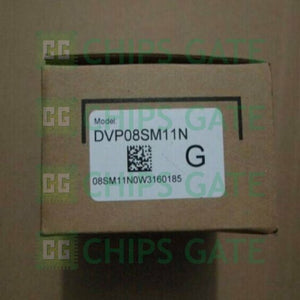 CHIPS GATE
Model:
DVP08SM11N
G
08SM11N0W3160185
CHIPS GATE
CHIPS GATE